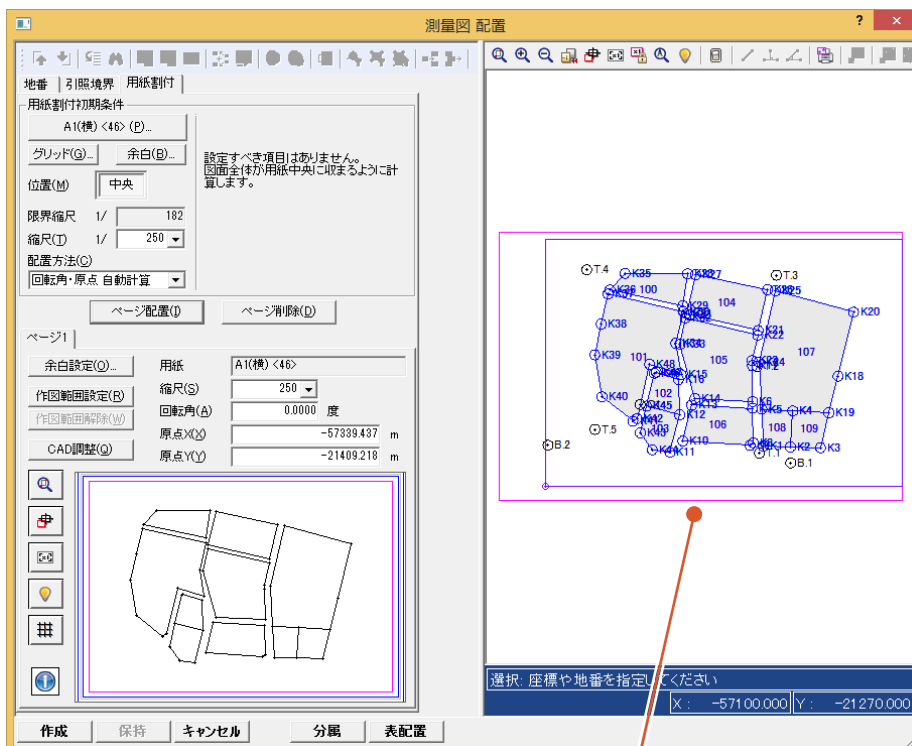 測量図 配置
? ×
地番 引照境界 用紙割付
用紙割付初期条件
A1(横) <46> (P)...
グリッド(G)... 余白(B)...
位置(M) 中央
設定すべき項目はありません。
図面全体が用紙中央に収まるように計
算します。
限界縮尺 1/ 182
縮尺(T) 1/ 250
配置方法(C)
回転角・原点 自動計算
ページ配置(I) ページ削除(D)
ページ1
余白設定(O)... 用紙 A1(横) <46>
作図範囲設定(R) 縮尺(S) 250
作図範囲解除(W) 回転角(A) 0.0000 度
原点X(X) -57339.437 m
CAD調整(Q) 原点Y(Y) -21409.218 m
作成 保持 キャンセル 分属 表配置
T.4 K35 K27 T.3
100 K25 K20
K29 104
K38 K31
K22 107
K39 101 K48 K33 105
K15 K16 K18
K40 102 K14 K6
K45 K13 K5 K4 K19
K42 K12
T.5 K43 103 106 108 109
B.2 K10 K1 K2 K3
K11 T.1
B.1
選択: 座標や地番を指定してください
X : -57100.000 Y : -21270.000